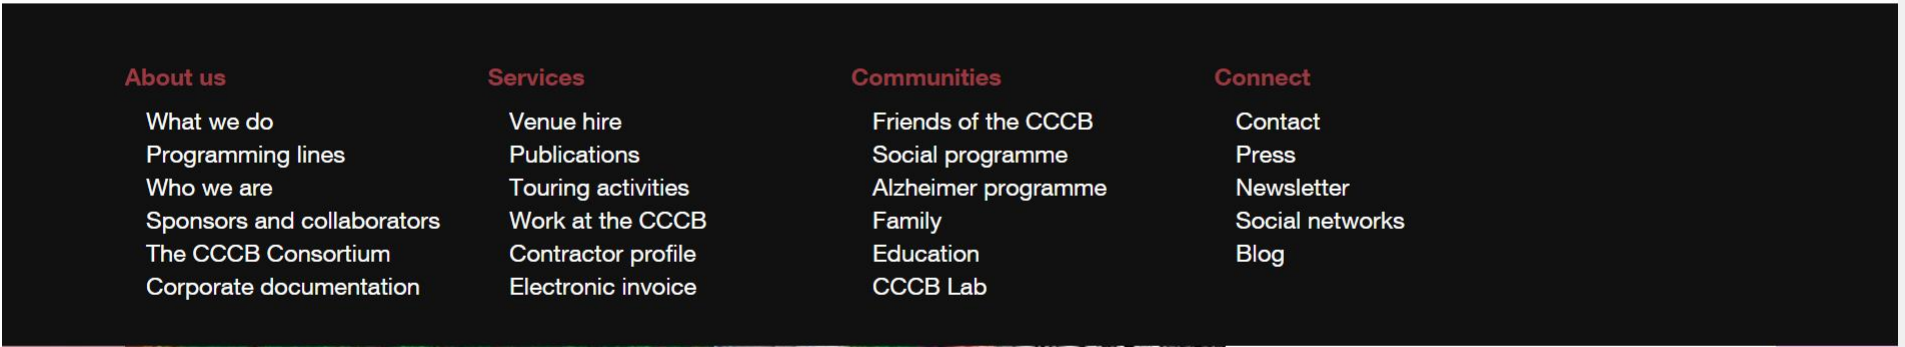 About us
What we do
Programming lines
Who we are
Sponsors and collaborators
The CCCB Consortium
Corporate documentation
Services
Venue hire
Publications
Touring activities
Work at the CCCB
Contractor profile
Electronic invoice
Communities
Friends of the CCCB
Social programme
Alzheimer programme
Family
Education
CCCB Lab
Connect
Contact
Press
Newsletter
Social networks
Blog